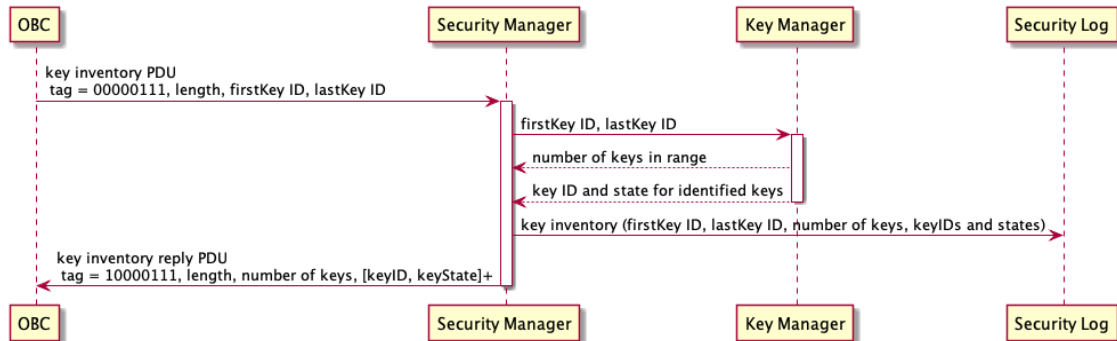 OBC
Security Manager
Key Manager
Security Log
key inventory PDU
tag = 00000111, length, firstKey ID, lastKey ID
firstKey ID, lastKey ID
number of keys in range
key ID and state for identified keys
key inventory (firstKey ID, lastKey ID, number of keys, keyIDs and states)
key inventory reply PDU
tag = 10000111, length, number of keys, [keyID, keyState]+
OBC
Security Manager
Key Manager
Security Log